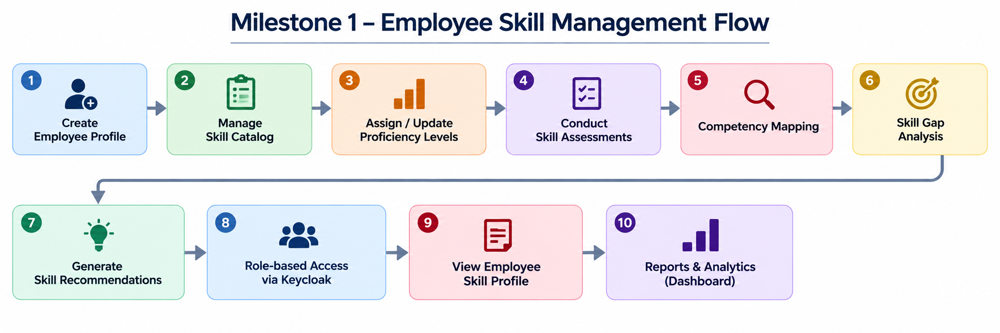 Milestone 1 – Employee Skill Management Flow
1
Create
Employee Profile
2
Manage
Skill Catalog
3
Assign / Update
Proficiency Levels
4
Conduct
Skill Assessments
5
Competency Mapping
6
Skill Gap
Analysis
7
Generate
Skill Recommendations
8
Role-based Access
via Keycloak
9
View Employee
Skill Profile
10
Reports & Analytics
(Dashboard)